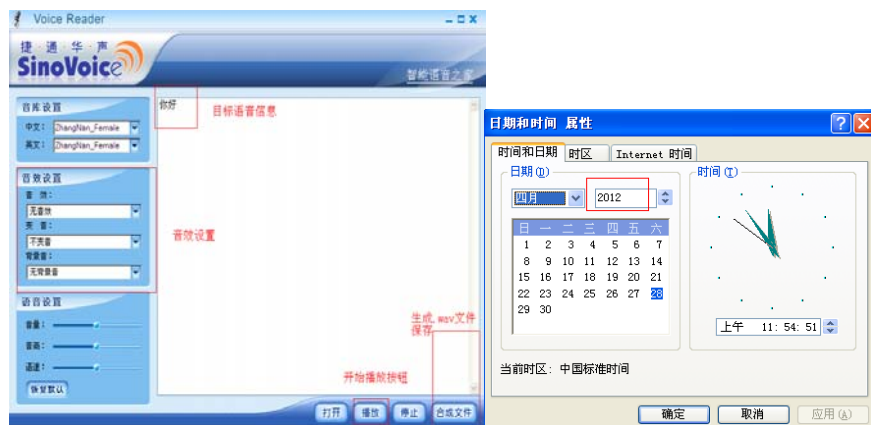 Voice Reader
捷·通·华·声
SinoVoice
智能语音之家
音库设置
中文: ZhangNan_Female
英文: ZhangNan_Female
音效设置
音 效:
无音效
变 音:
不变音
背景音:
无背景音
语音设置
音量:
音高:
语速:
恢复默认
你好
目标语音信息
音效设置
生成.wav文件
保存
开始播放按钮
打开
播放
停止
合成文件
日期和时间 属性
时间和日期
时区
Internet 时间
日期(D)
四月
2012
日 一 二 三 四 五 六
1 2 3 4 5 6 7
8 9 10 11 12 13 14
15 16 17 18 19 20 21
22 23 24 25 26 27 28
29 30
时间(T)
上午 11: 54: 51
当前时区: 中国标准时间
确定
取消
应用(A)